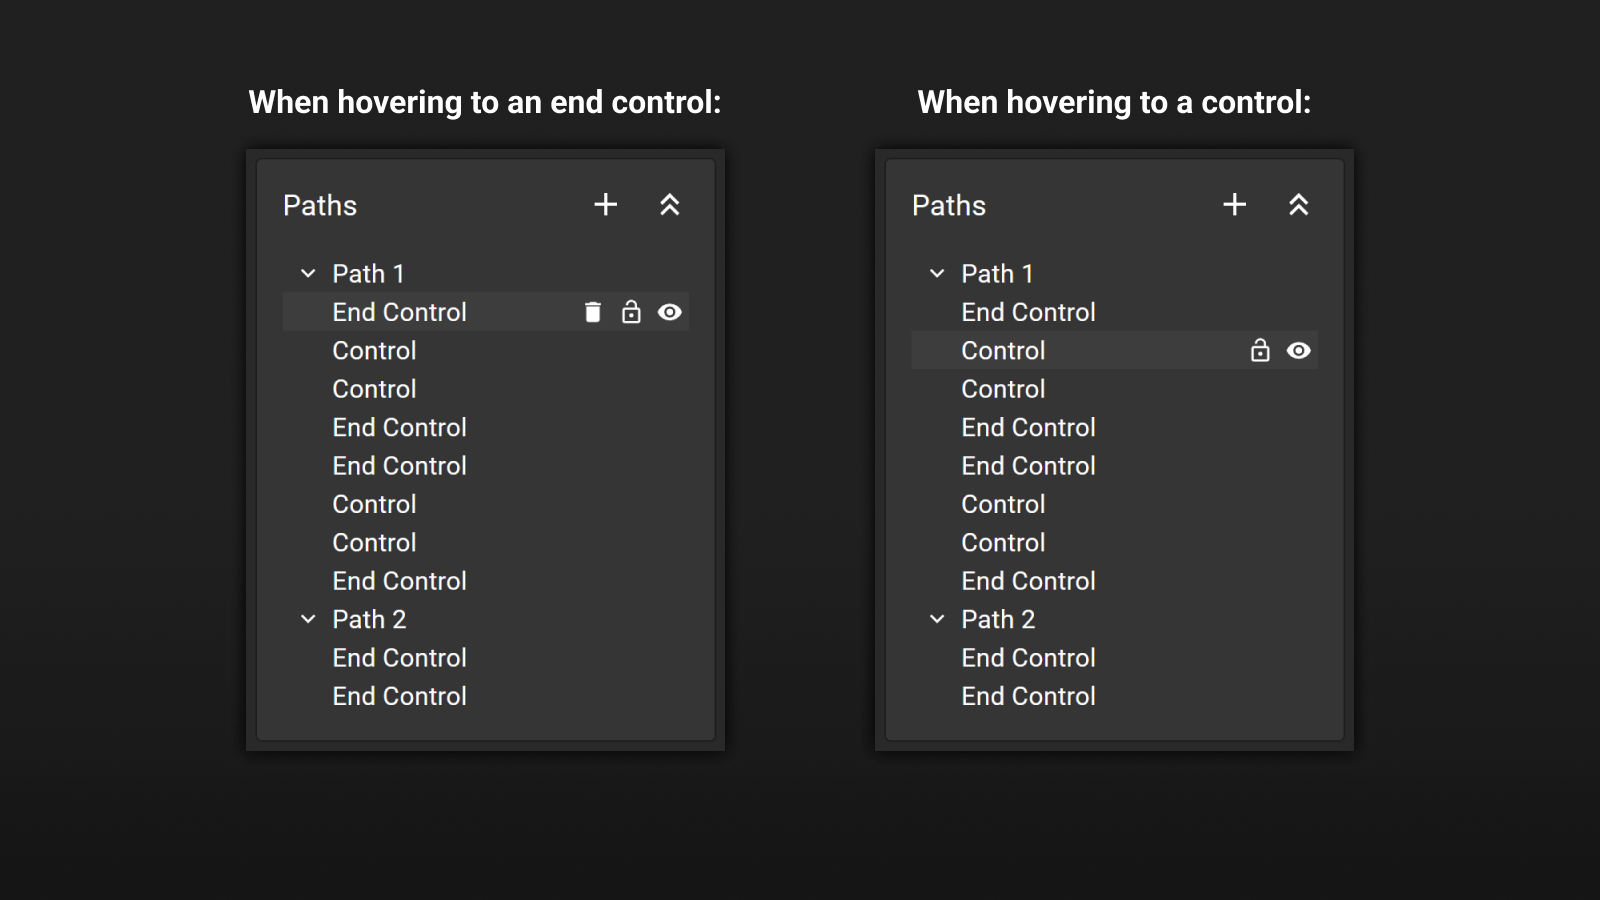 When hovering to an end control:
Paths
Path 1
End Control
Control
Control
End Control
End Control
Control
Control
End Control
Path 2
End Control
End Control
When hovering to a control:
Paths
Path 1
End Control
Control
Control
End Control
End Control
Control
Control
End Control
Path 2
End Control
End Control